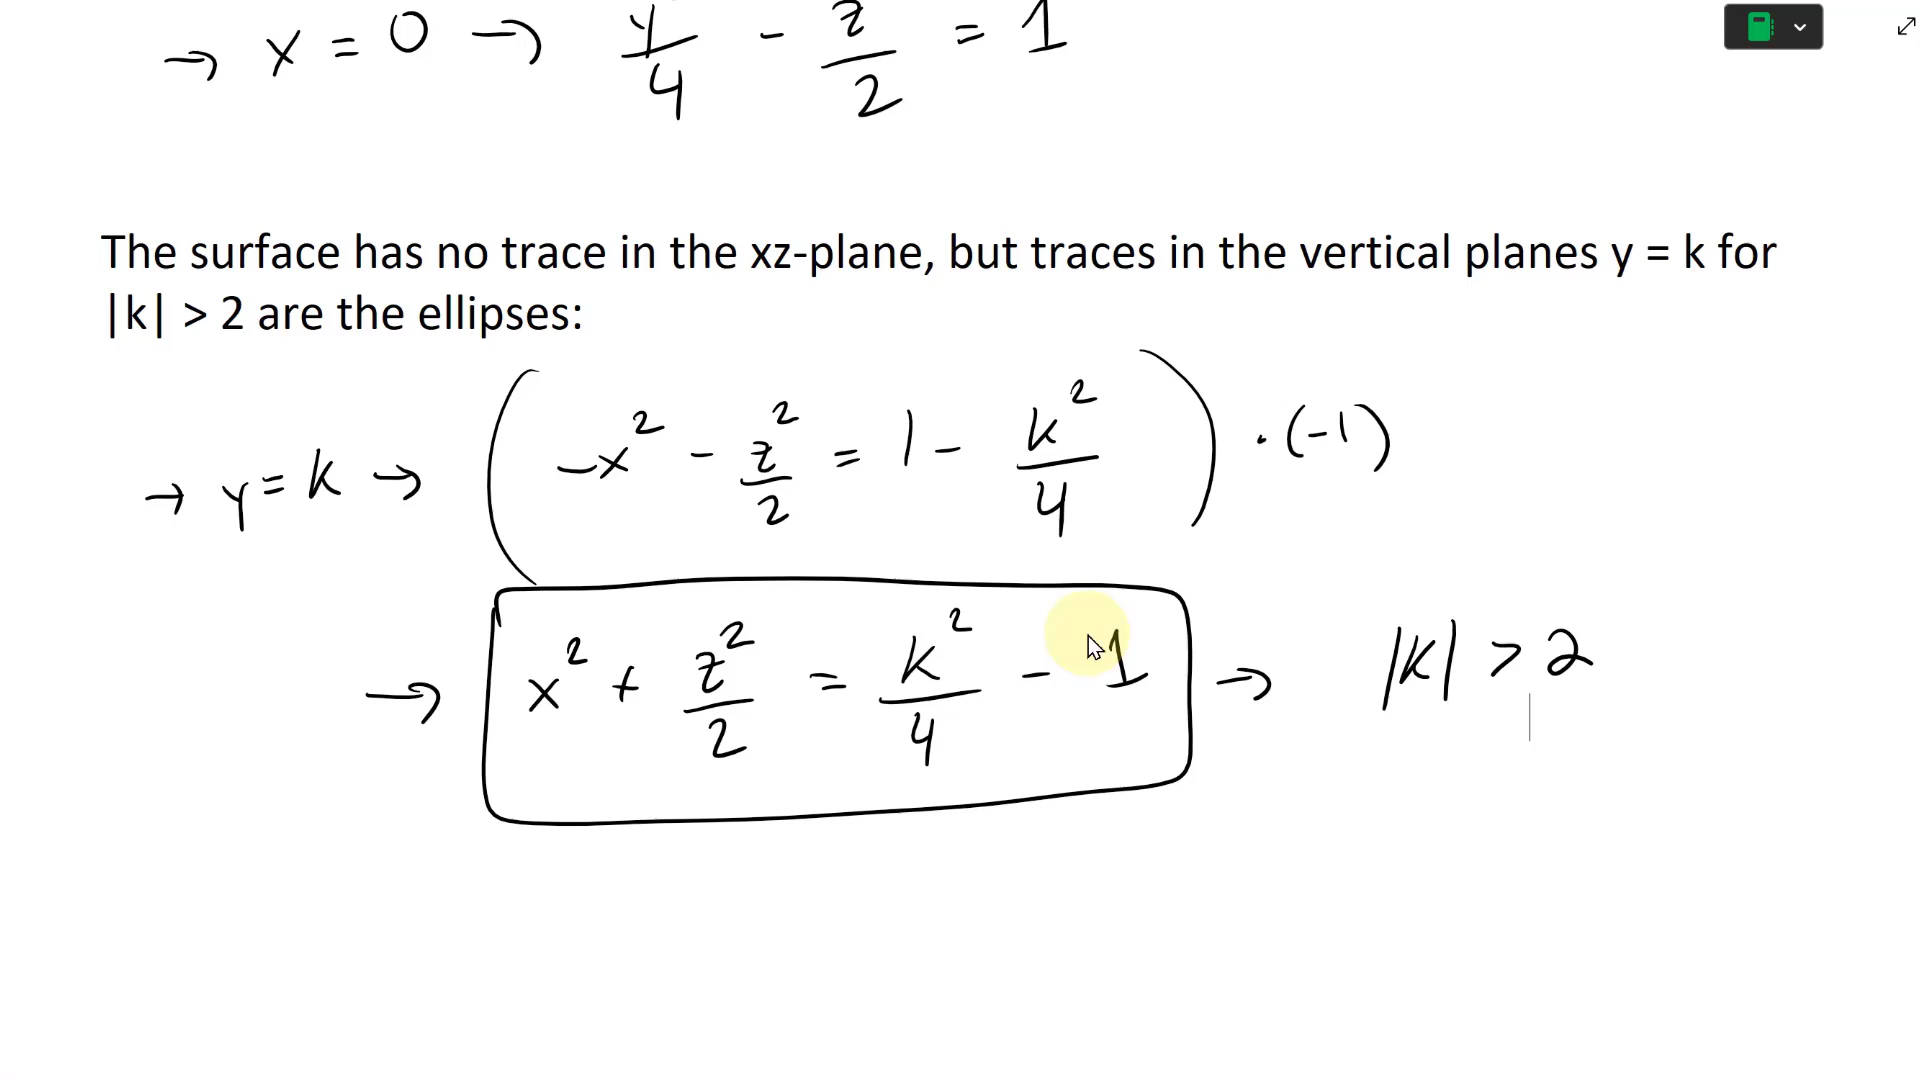 → x = 0 → y/4 - z/2 = 1
The surface has no trace in the xz-plane, but traces in the vertical planes y = k for
|k| > 2 are the ellipses:
→ y = k → ( -x² - z²/2 = 1 - k²/4 ) · (-1)
→ x² + z²/2 = k²/4 - 1 → |k| > 2